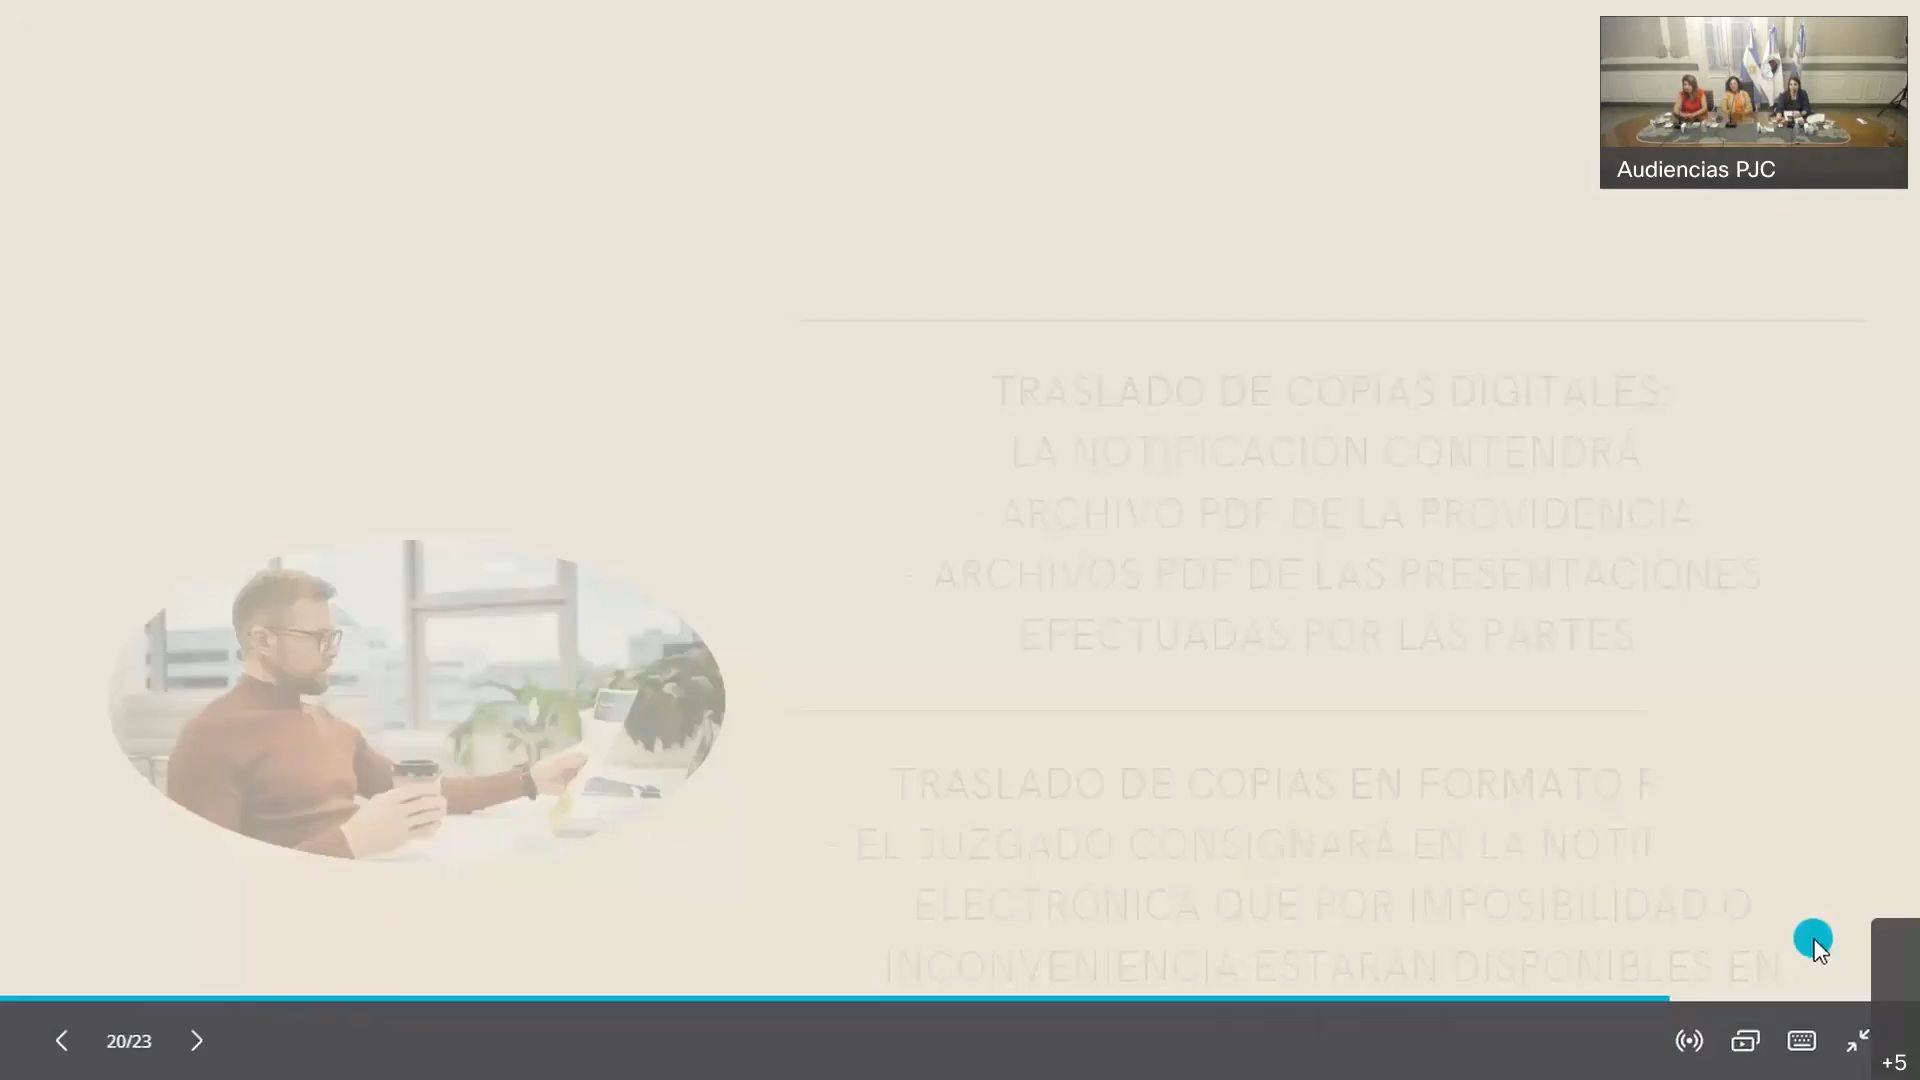 Audiencias PJC
TRASLADO DE COPIAS DIGITALES:
LA NOTIFICACIÓN CONTENDRÁ
ARCHIVO PDF DE LA PROVIDENCIA
ARCHIVOS PDF DE LAS PRESENTACIONES
EFECTUADAS POR LAS PARTES
TRASLADO DE COPIAS EN FORMATO
EL JUZGADO CONSIGNARÁ EN LA
ELECTRÓNICA QUE POR IMPOSIBILIDAD O
INCONVENIENCIA ESTARÁN DISPONIBLES EN
20/23
+5